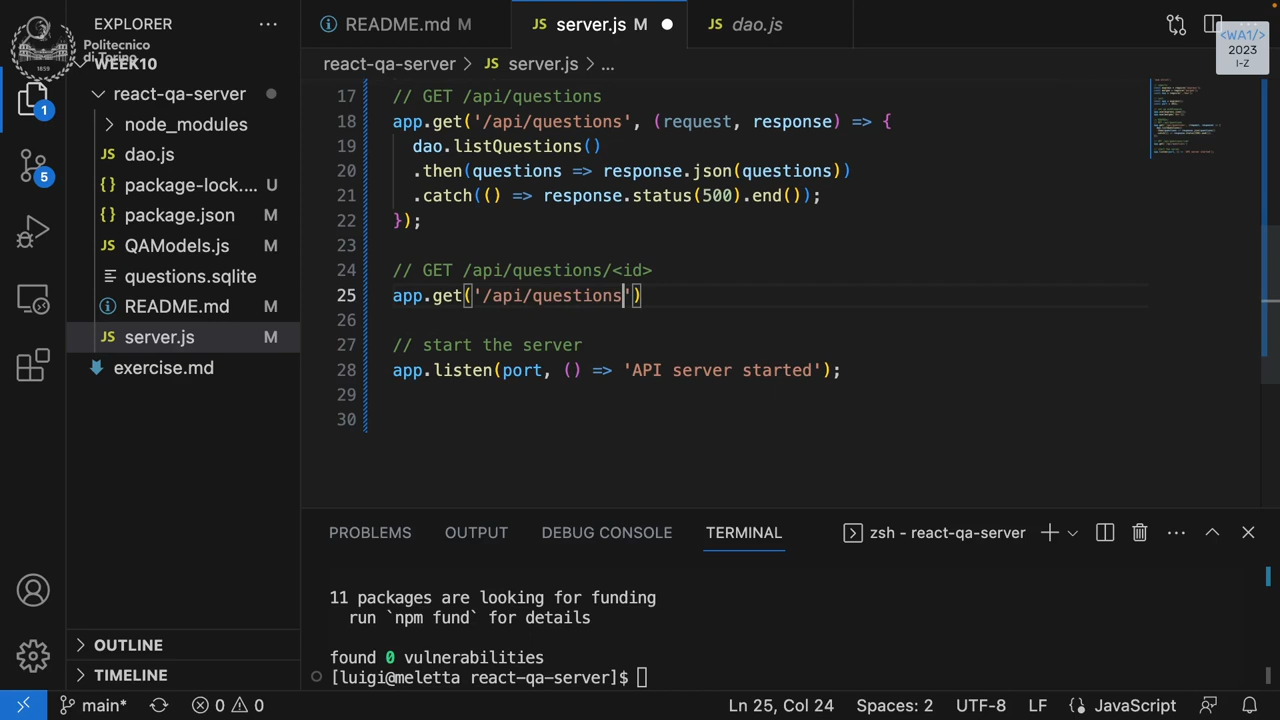 EXPLORER
README.md M
JS server.js M
JS dao.js
Politecnico
di Torino
1859
<WA1/>
2023
I-Z
WEEK10
react-qa-server > JS server.js > ...
1
5
react-qa-server
node_modules
JS dao.js
{} package-lock.... U
{} package.json M
JS QAModels.js M
questions.sqlite
README.md M
JS server.js M
exercise.md
17 // GET /api/questions
18 app.get('/api/questions', (request, response) => {
19 dao.listQuestions()
20 .then(questions => response.json(questions))
21 .catch(() => response.status(500).end());
22 });
23
24 // GET /api/questions/<id>
25 app.get('/api/questions')
26
27 // start the server
28 app.listen(port, () => 'API server started');
29
30
PROBLEMS OUTPUT DEBUG CONSOLE TERMINAL zsh - react-qa-server
11 packages are looking for funding
run `npm fund` for details
found 0 vulnerabilities
[luigi@meletta react-qa-server]$
OUTLINE
TIMELINE
main* 0 0 Ln 25, Col 24 Spaces: 2 UTF-8 LF {} JavaScript